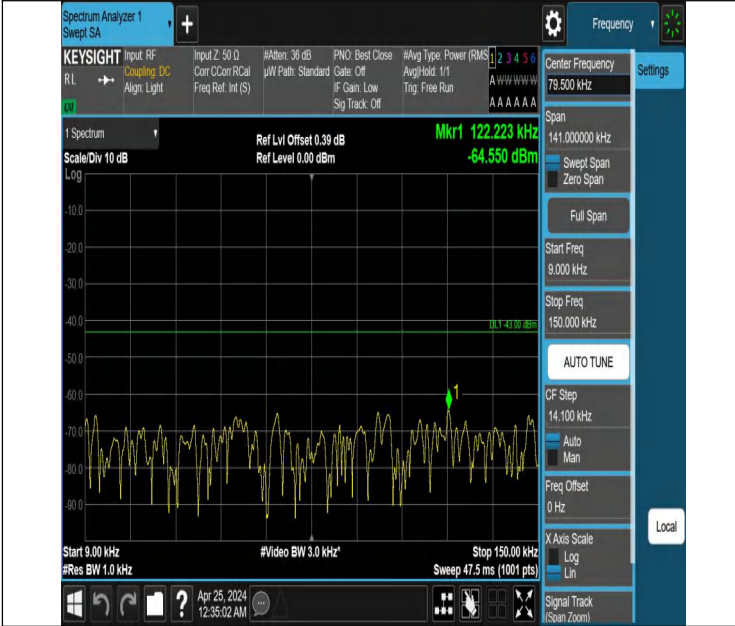 Spectrum Analyzer 1
Swept SA
+
Frequency
KEYSIGHT
RL
Input: RF
Coupling: DC
Align: Light
Input Z: 50 Ω
Corr CCorr RCal
Freq Ref: Int (S)
#Atten: 36 dB
µW Path: Standard
PNO: Best Close
Gate: Off
IF Gain: Low
Sig Track: Off
#Avg Type: Power (RMS
Avg|Hold: 1/1
Trig: Free Run
1 2 3 4 5 6
A W W W W W
A A A A A A
1 Spectrum
Scale/Div 10 dB
Log
Ref Lvl Offset 0.39 dB
Ref Level 0.00 dBm
Mkr1 122.223 kHz
-64.550 dBm
-10.0
-20.0
-30.0
-40.0
DL1 -43.00 dBm
-50.0
-60.0
1
-70.0
-80.0
-90.0
Start 9.00 kHz
#Res BW 1.0 kHz
#Video BW 3.0 kHz*
Stop 150.00 kHz
Sweep 47.5 ms (1001 pts)
?
Apr 25, 2024
12:35:02 AM
Center Frequency
79.500 kHz
Settings
Span
141.000000 kHz
Swept Span
Zero Span
Full Span
Start Freq
9.000 kHz
Stop Freq
150.000 kHz
AUTO TUNE
CF Step
14.100 kHz
Auto
Man
Freq Offset
0 Hz
Local
X Axis Scale
Log
Lin
Signal Track
(Span Zoom)